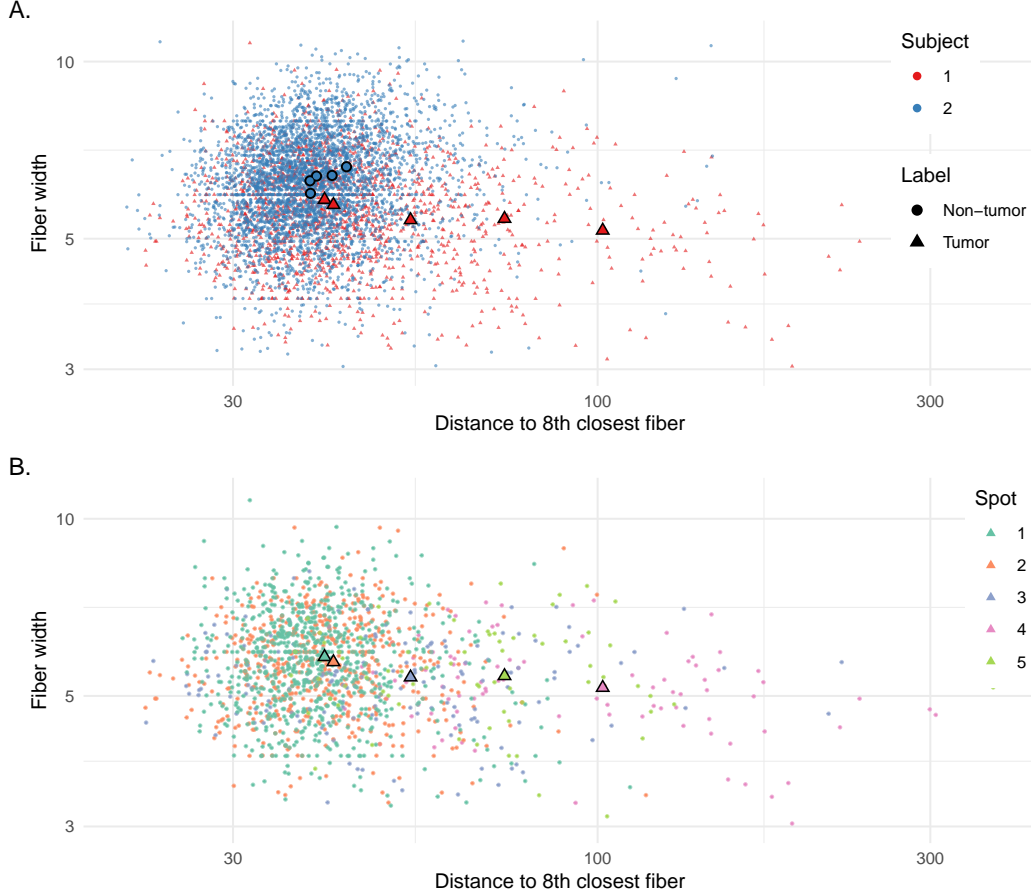 A.
10
5
3
Fiber width
30
100
300
Distance to 8th closest fiber
Subject
1
2
Label
Non−tumor
Tumor
B.
10
5
3
Fiber width
30
100
300
Distance to 8th closest fiber
Spot
1
2
3
4
5